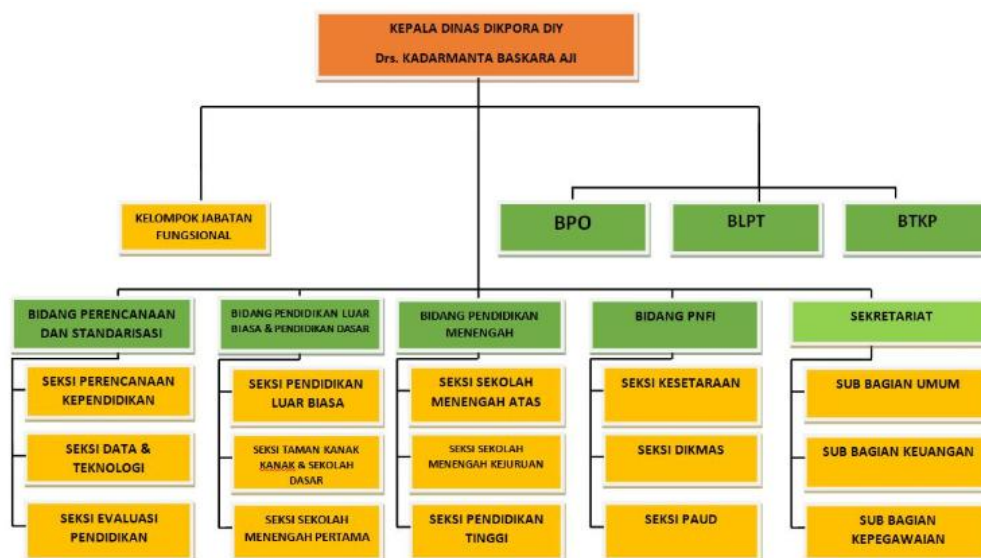 KEPALA DINAS DIKPORA DIY
Drs. KADARMANTA BASKARA AJI
KELOMPOK JABATAN
FUNGSIONAL
BPO
BLPT
BTKP
BIDANG PERENCANAAN
DAN STANDARISASI
SEKSI PERENCANAAN
KEPENDIDIKAN
SEKSI DATA &
TEKNOLOGI
SEKSI EVALUASI
PENDIDIKAN
BIDANG PENDIDIKAN LUAR
BIASA & PENDIDIKAN DASAR
SEKSI PENDIDIKAN
LUAR BIASA
SEKSI TAMAN KANAK
KANAK & SEKOLAH
DASAR
SEKSI SEKOLAH
MENENGAH PERTAMA
BIDANG PENDIDIKAN
MENENGAH
SEKSI SEKOLAH
MENENGAH ATAS
SEKSI SEKOLAH
MENENGAH KEJURUAN
SEKSI PENDIDIKAN
TINGGI
BIDANG PNFI
SEKSI KESETARAAN
SEKSI DIKMAS
SEKSI PAUD
SEKRETARIAT
SUB BAGIAN UMUM
SUB BAGIAN KEUANGAN
SUB BAGIAN
KEPEGAWAIAN